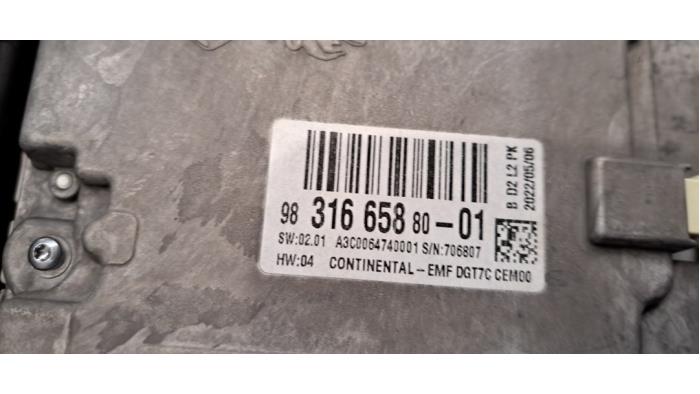 98 316 658 80-01
SW:02.01 A3C0064740001 S/N:706807
HW:04 CONTINENTAL-EMF DGT7C CEM00
B D2 L2 PK
2022/05/06